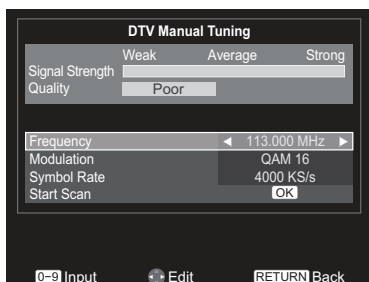 DTV Manual Tuning
Weak Average Strong
Signal Strength
Quality Poor
Frequency ◀ 113.000 MHz ▶
Modulation QAM 16
Symbol Rate 4000 KS/s
Start Scan OK
0-9 Input Edit RETURN Back